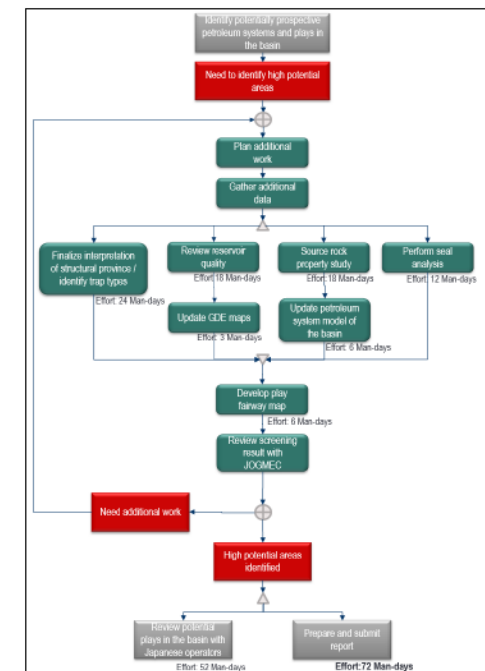 Identify potentially prospective
petroleum systems and plays in
the basin
Need to identify high potential
areas
Plan additional
work
Gather additional
data
Finalize interpretation
of structural province /
identify trap types
Effort: 24 Man-days
Review reservoir
quality
Effort: 18 Man-days
Source rock
property study
Effort: 18 Man-days
Perform seal
analysis
Effort: 12 Man-days
Update GDE maps
Effort: 3 Man-days
Update petroleum
system model of
the basin
Effort: 6 Man-days
Develop play
fairway map
Effort: 6 Man-days
Review screening
result with
JOGMEC
Need additional work
High potential areas
identified
Review potential
plays in the basin with
Japanese operators
Effort: 52 Man-days
Prepare and submit
report
Effort:72 Man-days